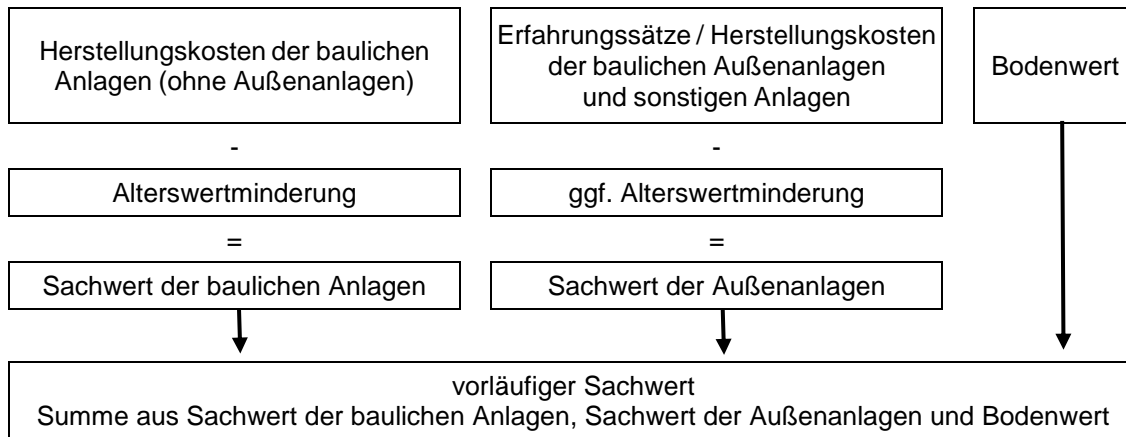 Herstellungskosten der baulichen
Anlagen (ohne Außenanlagen)
Erfahrungssätze / Herstellungskosten
der baulichen Außenanlagen
und sonstigen Anlagen
Bodenwert
-
-
Alterswertminderung
ggf. Alterswertminderung
=
=
Sachwert der baulichen Anlagen
Sachwert der Außenanlagen
vorläufiger Sachwert
Summe aus Sachwert der baulichen Anlagen, Sachwert der Außenanlagen und Bodenwert